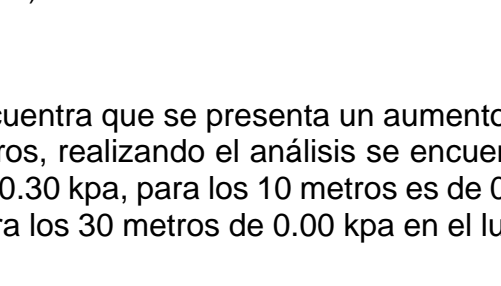 cuentra que se presenta un aumento
ros, realizando el análisis se encuen
0.30 kpa, para los 10 metros es de 0
ra los 30 metros de 0.00 kpa en el lu